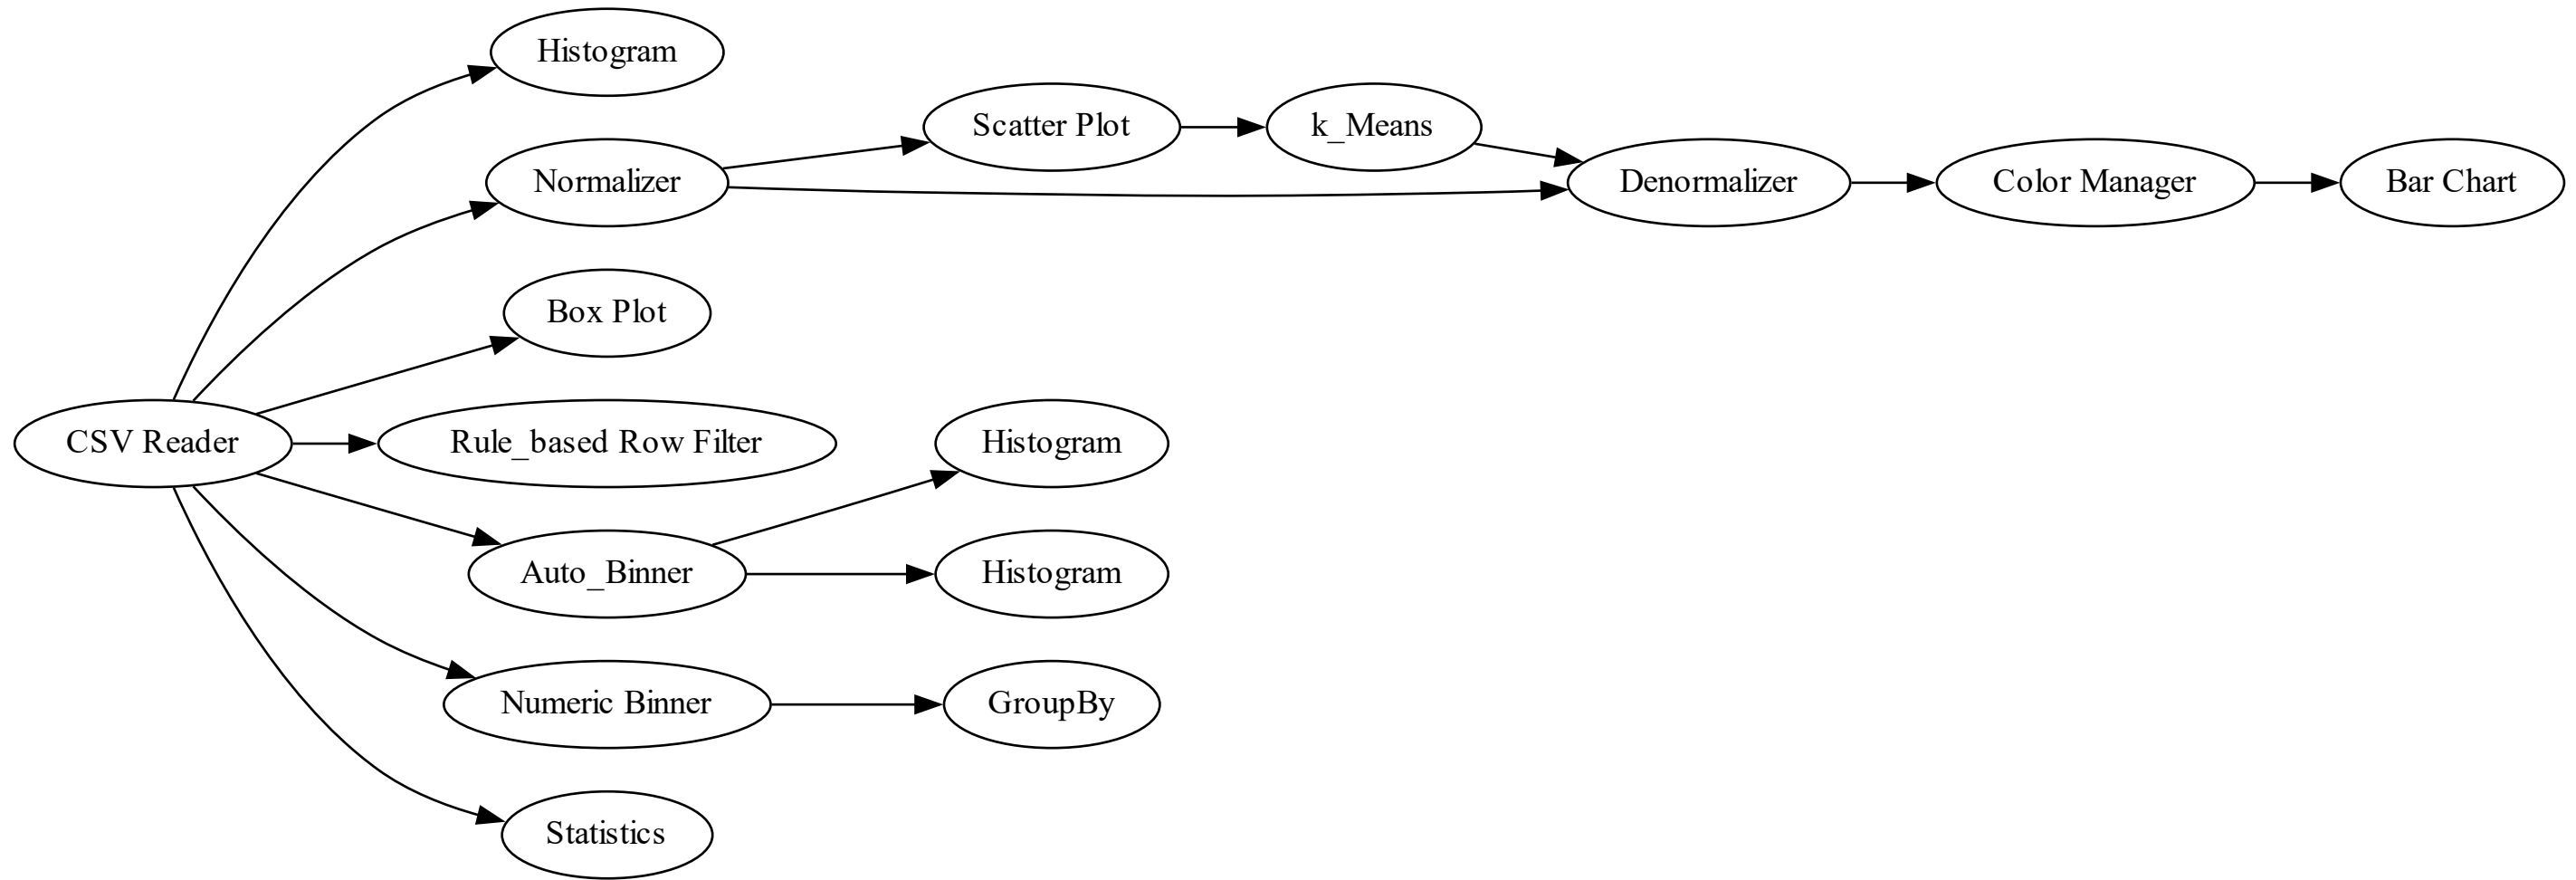 Histogram
Scatter Plot
k_Means
Normalizer
Denormalizer
Color Manager
Bar Chart
Box Plot
CSV Reader
Rule_based Row Filter
Histogram
Auto_Binner
Histogram
Numeric Binner
GroupBy
Statistics